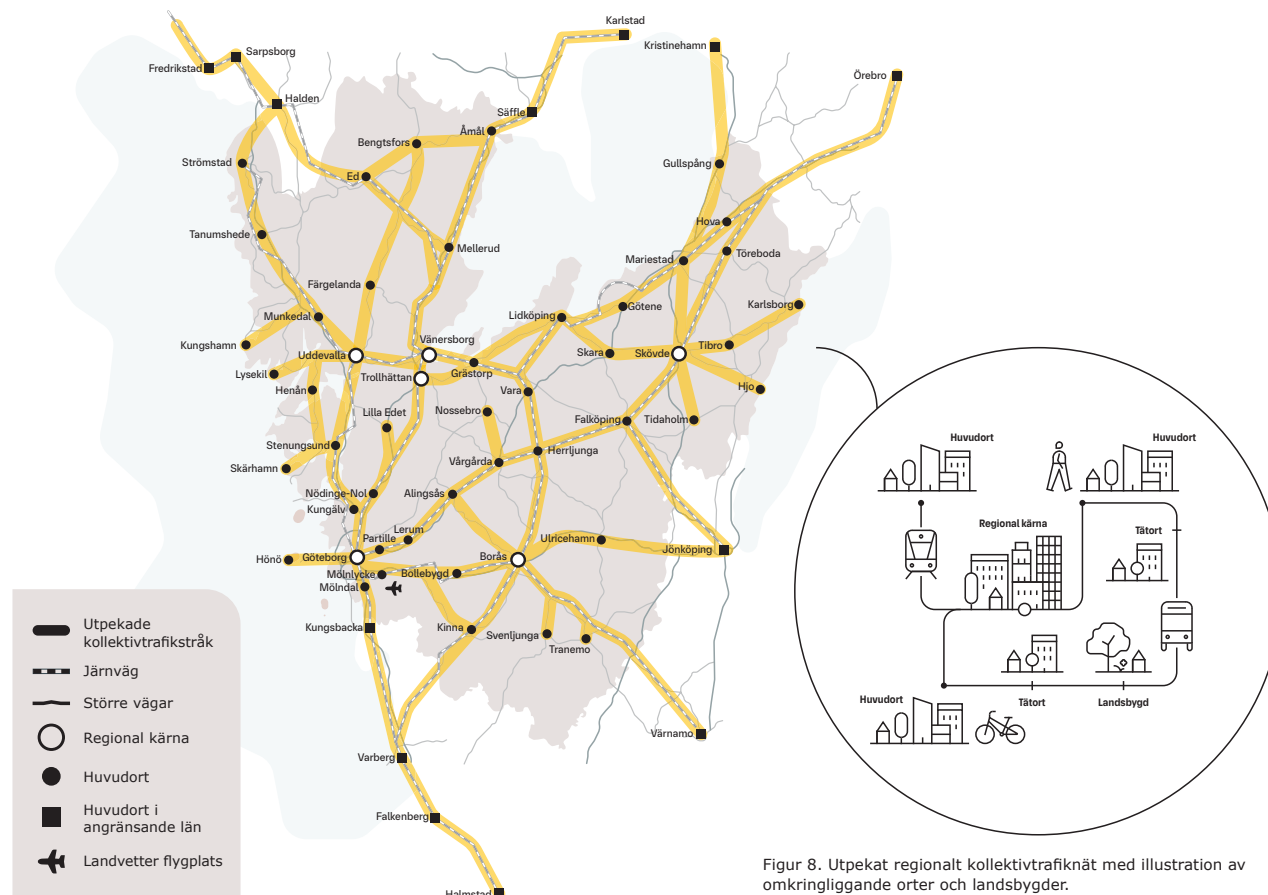 Karlstad
Kristinehamn
Sarpsborg
Fredrikstad
Örebro
Halden
Säffle
Åmål
Bengtsfors
Strömstad
Gullspång
Ed
Hova
Tanumshede
Mellerud
Töreboda
Mariestad
Färgelanda
Karlsborg
Götene
Munkedal
Lidköping
Vänersborg
Kungshamn
Uddevalla
Skara
Skövde
Tibro
Grästorp
Lysekil
Trollhättan
Henån
Vara
Hjo
Lilla Edet
Nossebro
Falköping
Tidaholm
Stenungsund
Herrljunga
Skärhamn
Vårgårda
Nödinge-Nol
Alingsås
Kungälv
Lerum
Partille
Ulricehamn
Jönköping
Hönö
Göteborg
Borås
Mölnlycke
Bollebygd
Mölndal
Kungsbacka
Kinna
Svenljunga
Tranemo
Värnamo
Varberg
Falkenberg
Halmstad
Utpekade
kollektivtrafikstråk
Järnväg
Större vägar
Regional kärna
Huvudort
Huvudort i
angränsande län
Landvetter flygplats
Huvudort
Huvudort
Regional kärna
Tätort
Huvudort
Tätort
Landsbygd
Figur 8. Utpekat regionalt kollektivtrafiknät med illustration av
omkringliggande orter och landsbygder.